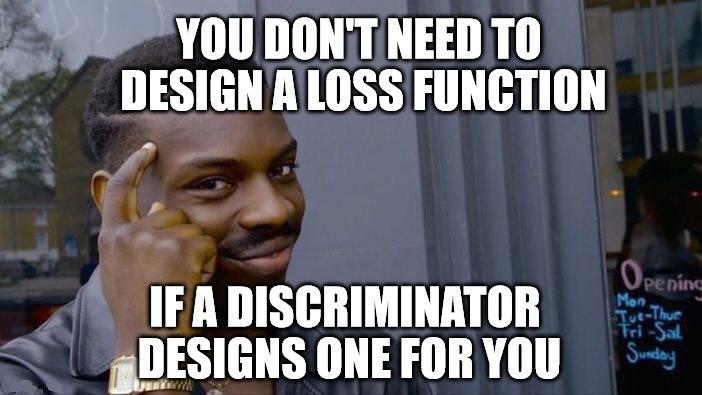 YOU DON'T NEED TO
DESIGN A LOSS FUNCTION
IF A DISCRIMINATOR
DESIGNS ONE FOR YOU
Opening
Mon
Tue-Thur
Fri-Sat
Sunday